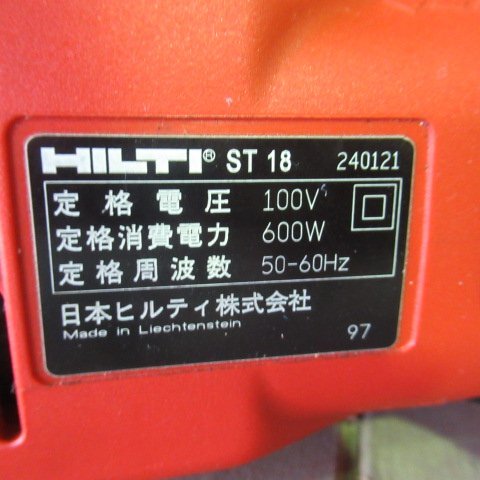 HILTI® ST 18 240121
定格電圧 100V
定格消費電力 600W
定格周波数 50-60Hz
日本ヒルティ株式会社
Made in Liechtenstein
97